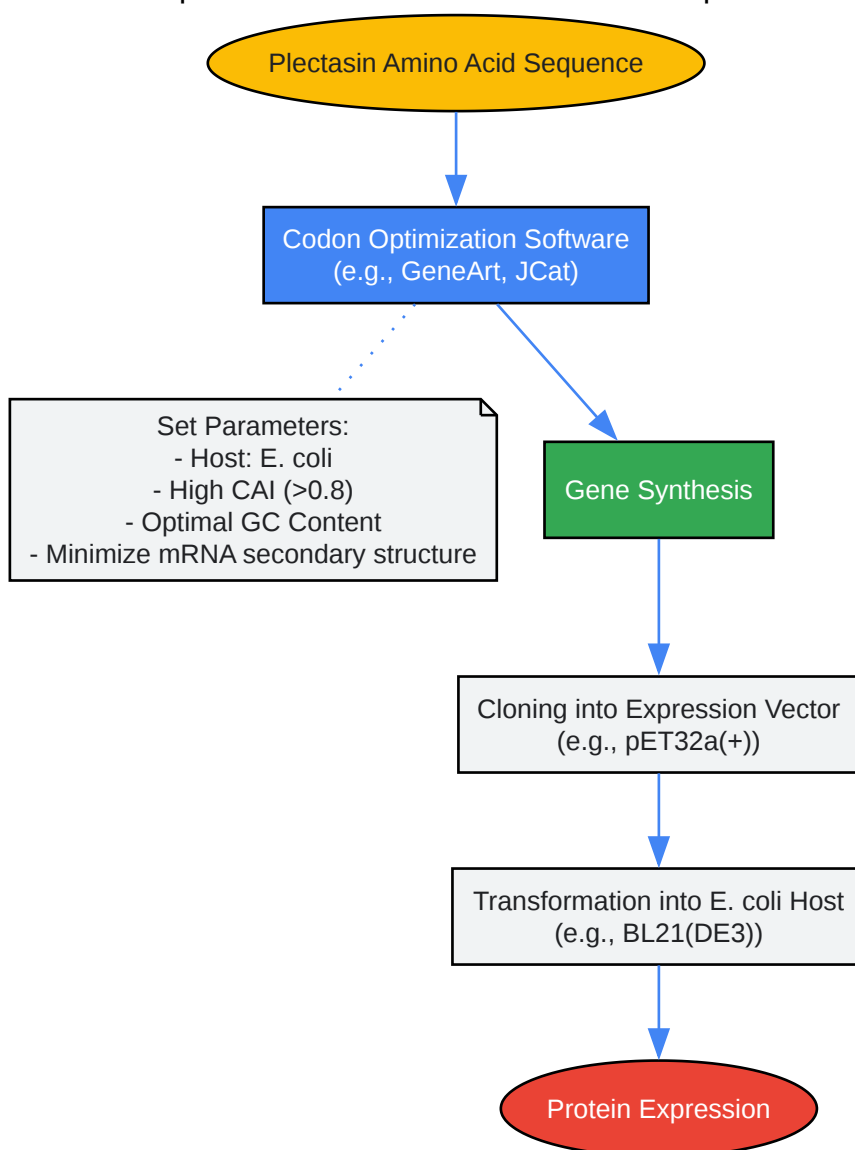 Plectasin Amino Acid Sequence
Codon Optimization Software
(e.g., GeneArt, JCat)
Set Parameters:
- Host: E. coli
- High CAI (>0.8)
- Optimal GC Content
- Minimize mRNA secondary structure
Gene Synthesis
Cloning into Expression Vector
(e.g., pET32a(+))
Transformation into E. coli Host
(e.g., BL21(DE3))
Protein Expression